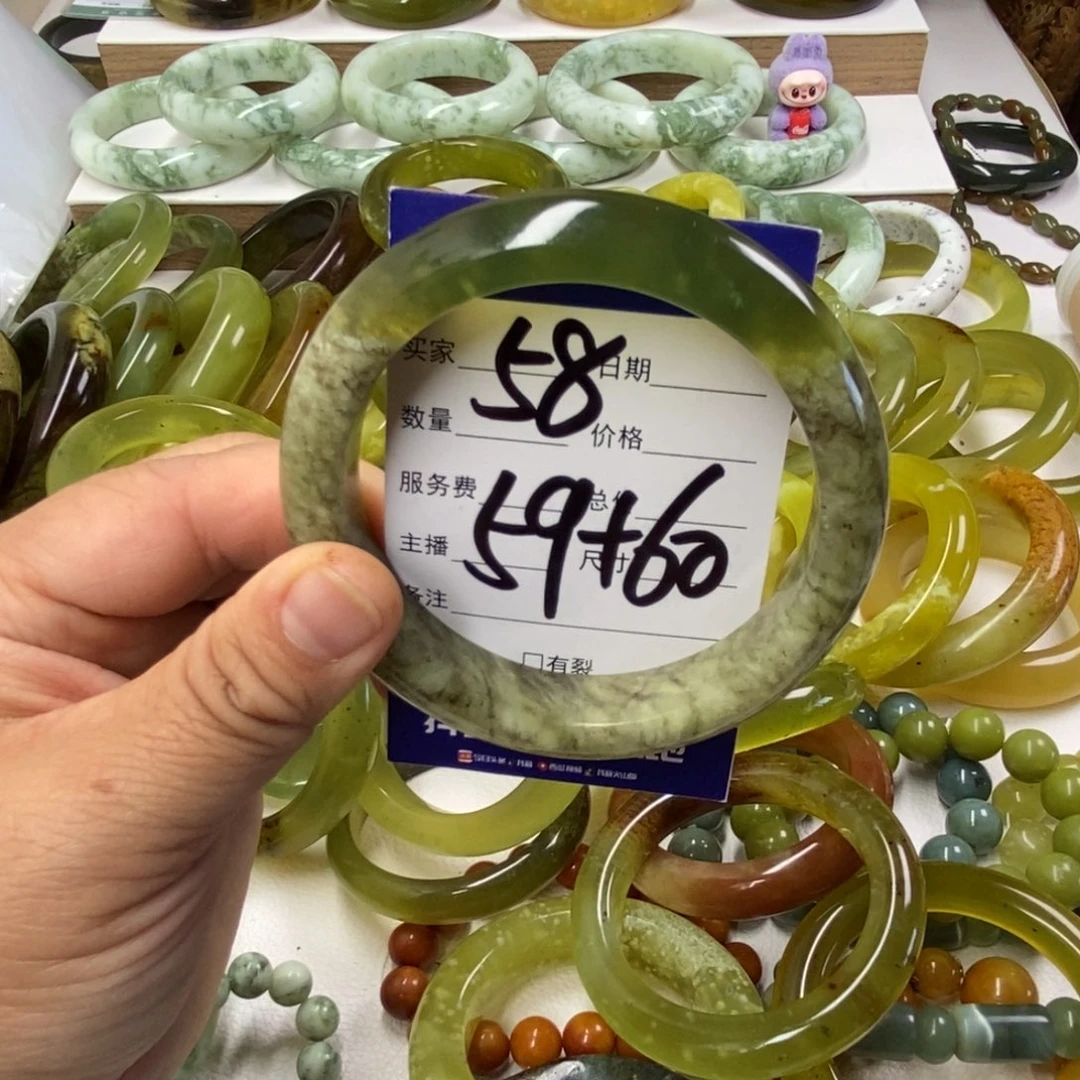 买家 58 日期
数量 价格
服务费 59+60
主播 尺寸
备注
□有裂